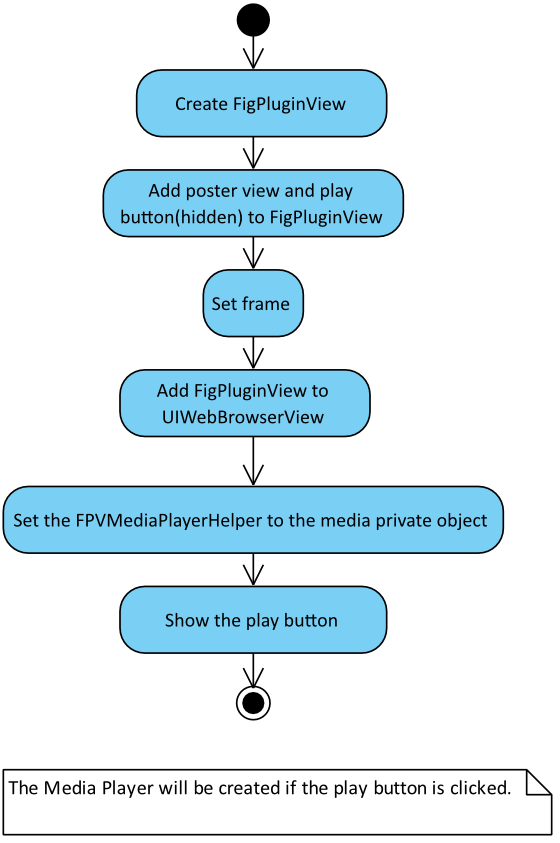 Create FigPluginView
Add poster view and play
button(hidden) to FigPluginView
Set frame
Add FigPluginView to
UIWebBrowserView
Set the FPVMediaPlayerHelper to the media private object
Show the play button
The Media Player will be created if the play button is clicked.